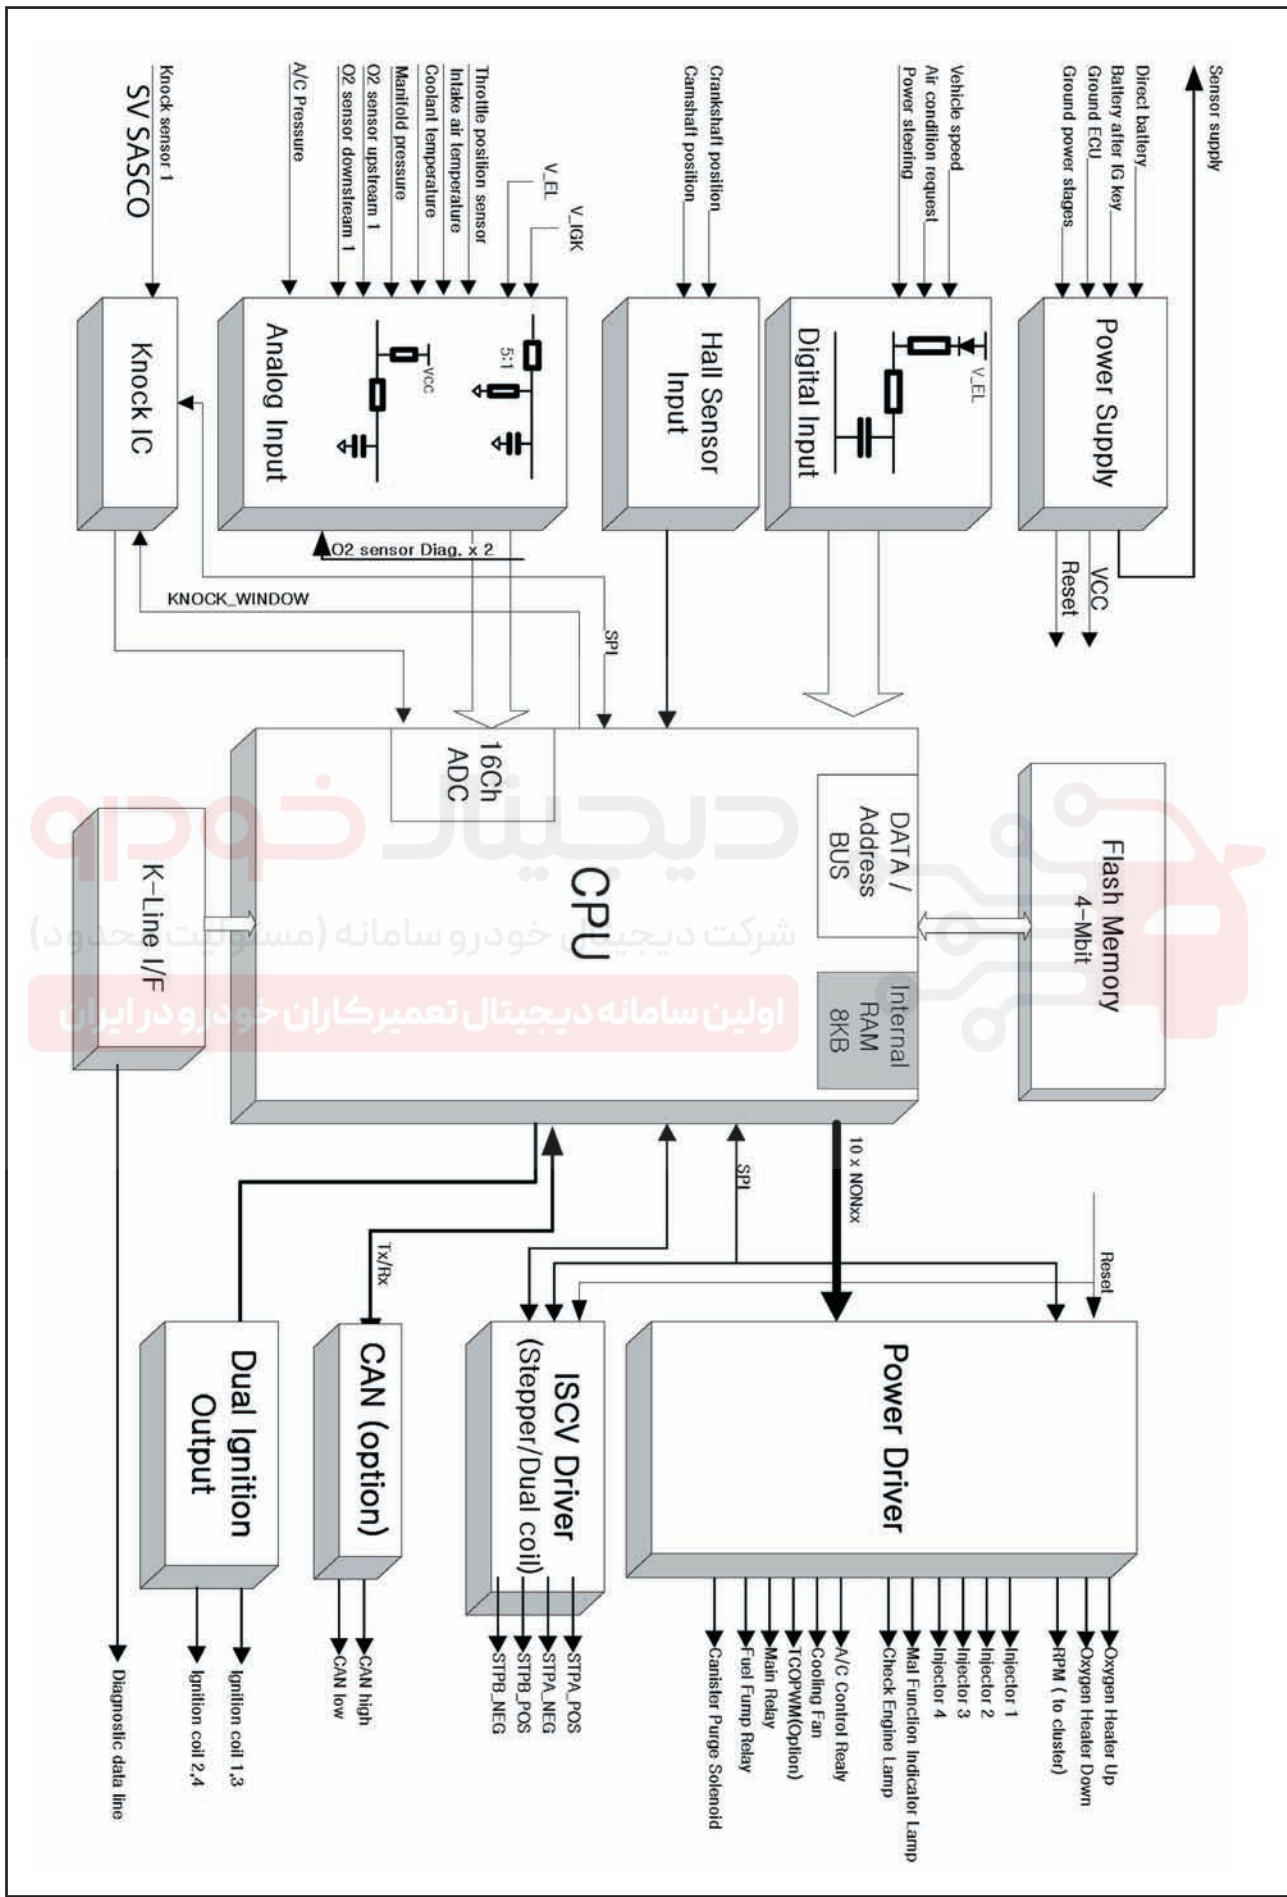 Sensor supply
Direct battery
Battery after IG key
Ground ECU
Ground power stages
Power Supply
VCC
Reset
Vehicle speed
Air condition request
Power steering
V_EL
Digital Input
Crankshaft position
Camshaft position
Hall Sensor
Input
V_IGK
V_EL
Throttle position sensor
Intake air temperature
Coolant temperature
Manifold pressure
O2 sensor upstream 1
O2 sensor downstream 1
A/C Pressure
5:1
VCC
Analog Input
O2 sensor Diag. x 2
Knock sensor 1
SV SASCO
Knock IC
KNOCK_WINDOW
SPI
Flash Memory
4-Mbit
DATA /
Address
BUS
Internal
RAM
8KB
CPU
16Ch
ADC
K-Line I/F
دیجیتال خودرو
شرکت دیجیتال خودرو سامانه (مسئولیت محدود)
اولین سامانه دیجیتال تعمیرکاران خودرو در ایران
Reset
10 x NONxx
SPI
Tx/Rx
Power Driver
Oxygen Heater Up
Oxygen Healer Down
RPM ( to cluster)
Injector 1
Injector 2
Injector 3
Injector 4
Mal Function Indicator Lamp
Check Engine Lamp
A/C Control Realy
Cooling Fan
TCOPWM(Option)
Main Relay
Fuel Fump Relay
Canister Purge Solenoid
ISCV Driver
(Stepper/Dual coil)
STPA_POS
STPA_NEG
STPB_POS
STPB_NEG
CAN (option)
CAN high
CAN low
Dual Ignition
Output
Ignition coil 1,3
Ignition coil 2,4
Diagnostic data line